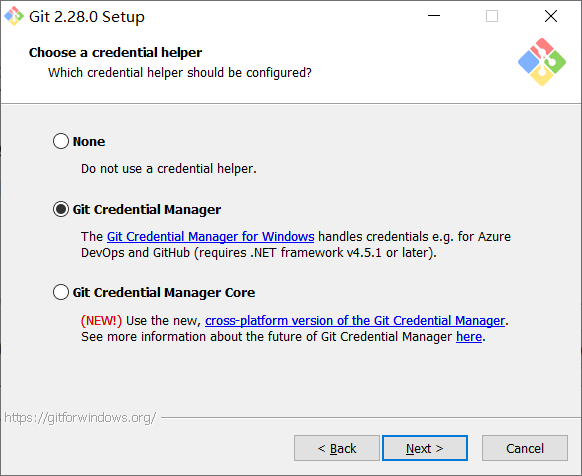 Git 2.28.0 Setup
Choose a credential helper
Which credential helper should be configured?
None
Do not use a credential helper.
Git Credential Manager
The Git Credential Manager for Windows handles credentials e.g. for Azure
DevOps and GitHub (requires .NET framework v4.5.1 or later).
Git Credential Manager Core
(NEW!) Use the new, cross-platform version of the Git Credential Manager.
See more information about the future of Git Credential Manager here.
https://gitforwindows.org/
< Back
Next >
Cancel